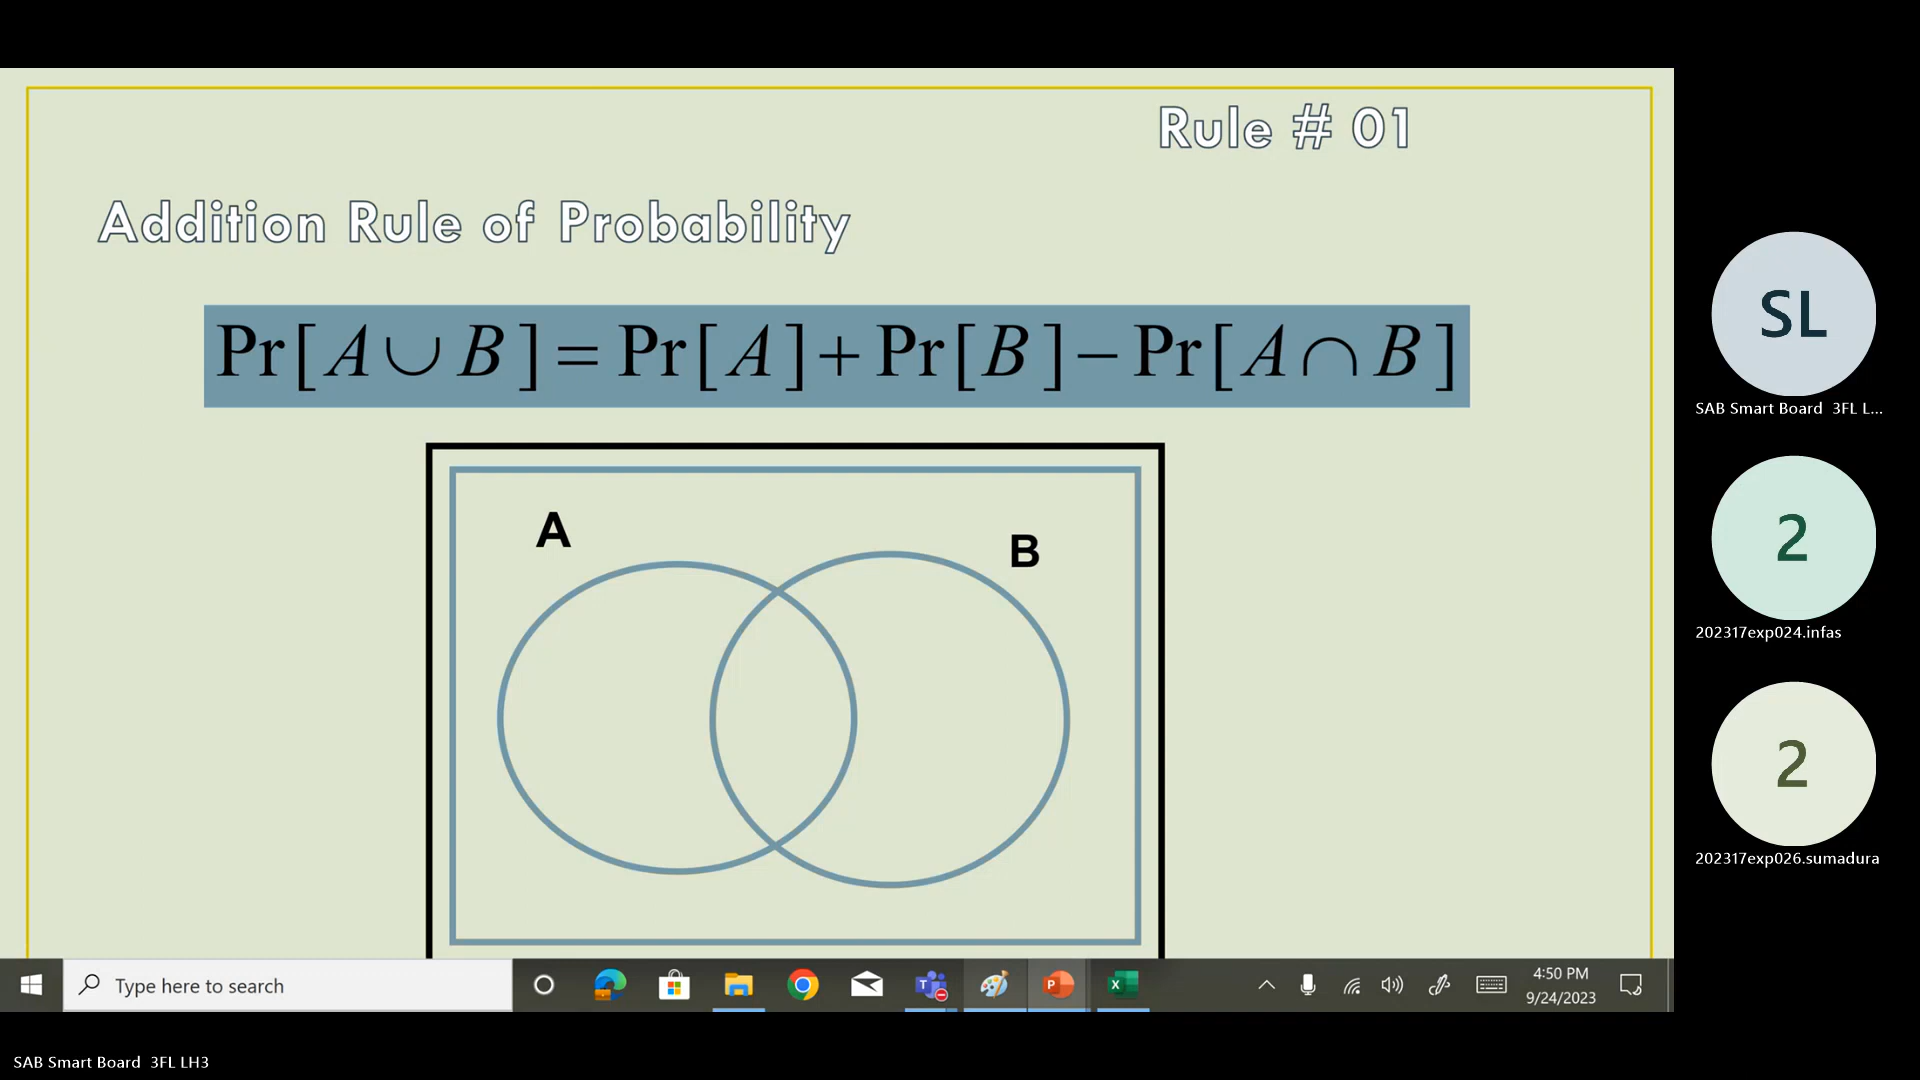 Rule # 01
Addition Rule of Probability
Pr[A∪B]=Pr[A]+Pr[B]−Pr[A∩B]
A
B
SL
SAB Smart Board 3FL L...
2
202317exp024.infas
2
202317exp026.sumadura
Type here to search
4:50 PM
9/24/2023
SAB Smart Board 3FL LH3